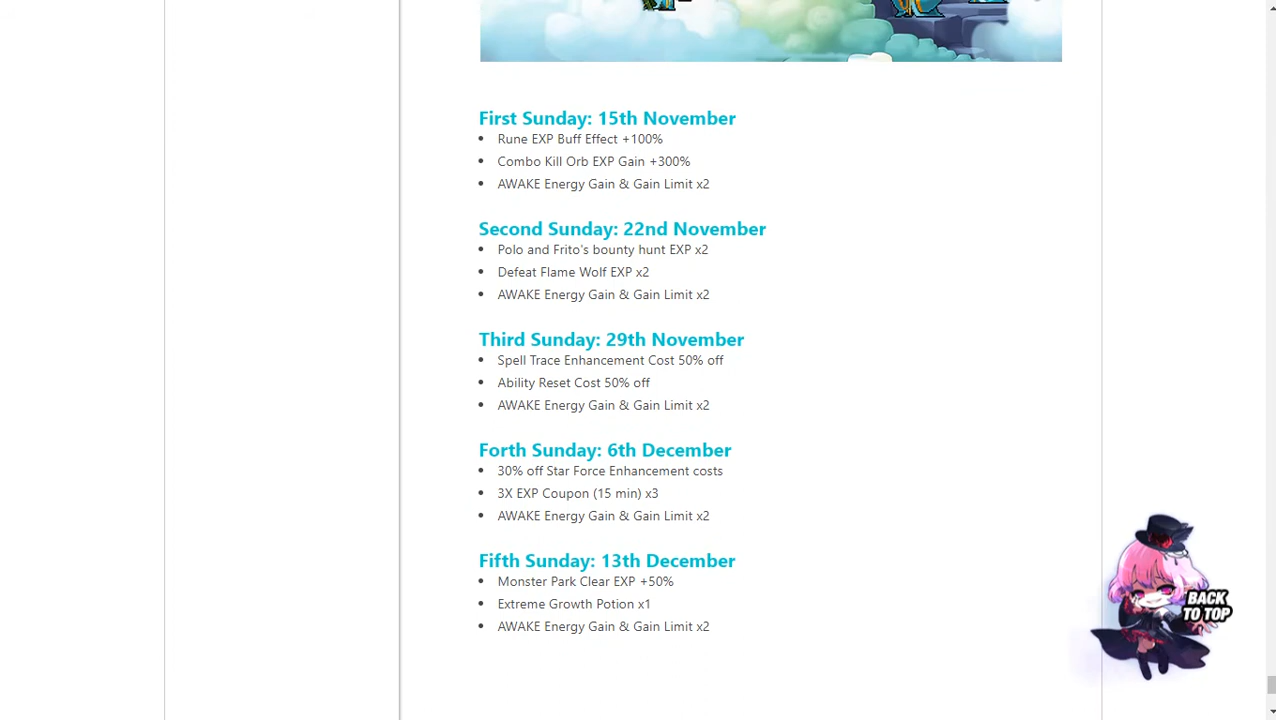 First Sunday: 15th November
• Rune EXP Buff Effect +100%
• Combo Kill Orb EXP Gain +300%
• AWAKE Energy Gain & Gain Limit x2
Second Sunday: 22nd November
• Polo and Frito's bounty hunt EXP x2
• Defeat Flame Wolf EXP x2
• AWAKE Energy Gain & Gain Limit x2
Third Sunday: 29th November
• Spell Trace Enhancement Cost 50% off
• Ability Reset Cost 50% off
• AWAKE Energy Gain & Gain Limit x2
Forth Sunday: 6th December
• 30% off Star Force Enhancement costs
• 3X EXP Coupon (15 min) x3
• AWAKE Energy Gain & Gain Limit x2
Fifth Sunday: 13th December
• Monster Park Clear EXP +50%
• Extreme Growth Potion x1
• AWAKE Energy Gain & Gain Limit x2
BACK
TO TOP